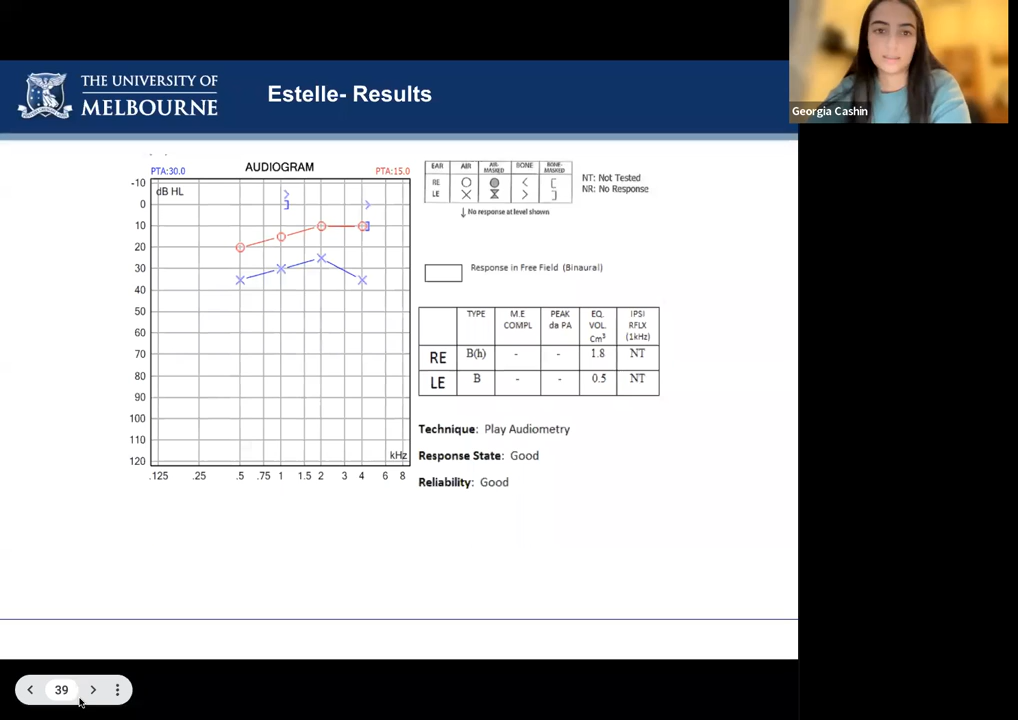 Georgia Cashin
THE UNIVERSITY OF
MELBOURNE
Estelle- Results
PTA:30.0
AUDIOGRAM
PTA:15.0
dB HL
-10
0
10
20
30
40
50
60
70
80
90
100
110
120
kHz
.125 .25 .5 .75 1 1.5 2 3 4 6 8
EAR AIR AIR-MASKED BONE BONE-MASKED
RE
LE
No response at level shown
NT: Not Tested
NR: No Response
Response in Free Field (Binaural)
TYPE M.E COMPL PEAK da PA EQ. VOL. Cm³ IPSI RFLX (1kHz)
RE B(h) - - 1.8 NT
LE B - - 0.5 NT
Technique: Play Audiometry
Response State: Good
Reliability: Good
39